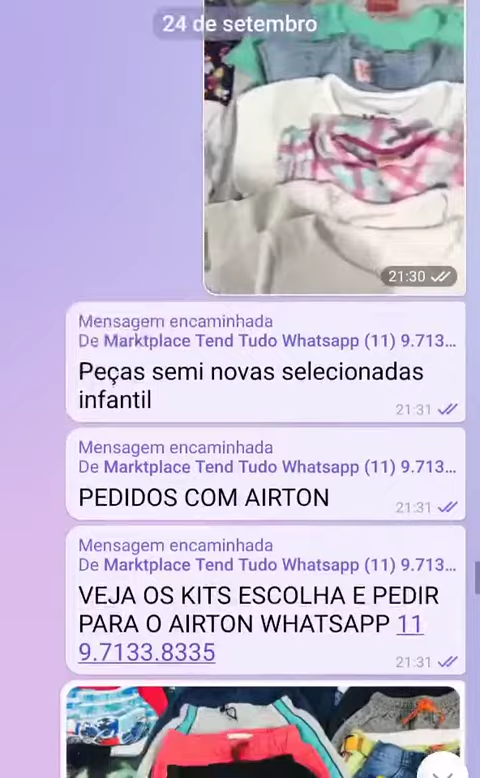 24 de setembro
21:30
Mensagem encaminhada
De Marktplace Tend Tudo Whatsapp (11) 9.713...
Peças semi novas selecionadas
infantil
21:31
Mensagem encaminhada
De Marktplace Tend Tudo Whatsapp (11) 9.713...
PEDIDOS COM AIRTON
21:31
Mensagem encaminhada
De Marktplace Tend Tudo Whatsapp (11) 9.713...
VEJA OS KITS ESCOLHA E PEDIR
PARA O AIRTON WHATSAPP 11
9.7133.8335
21:31